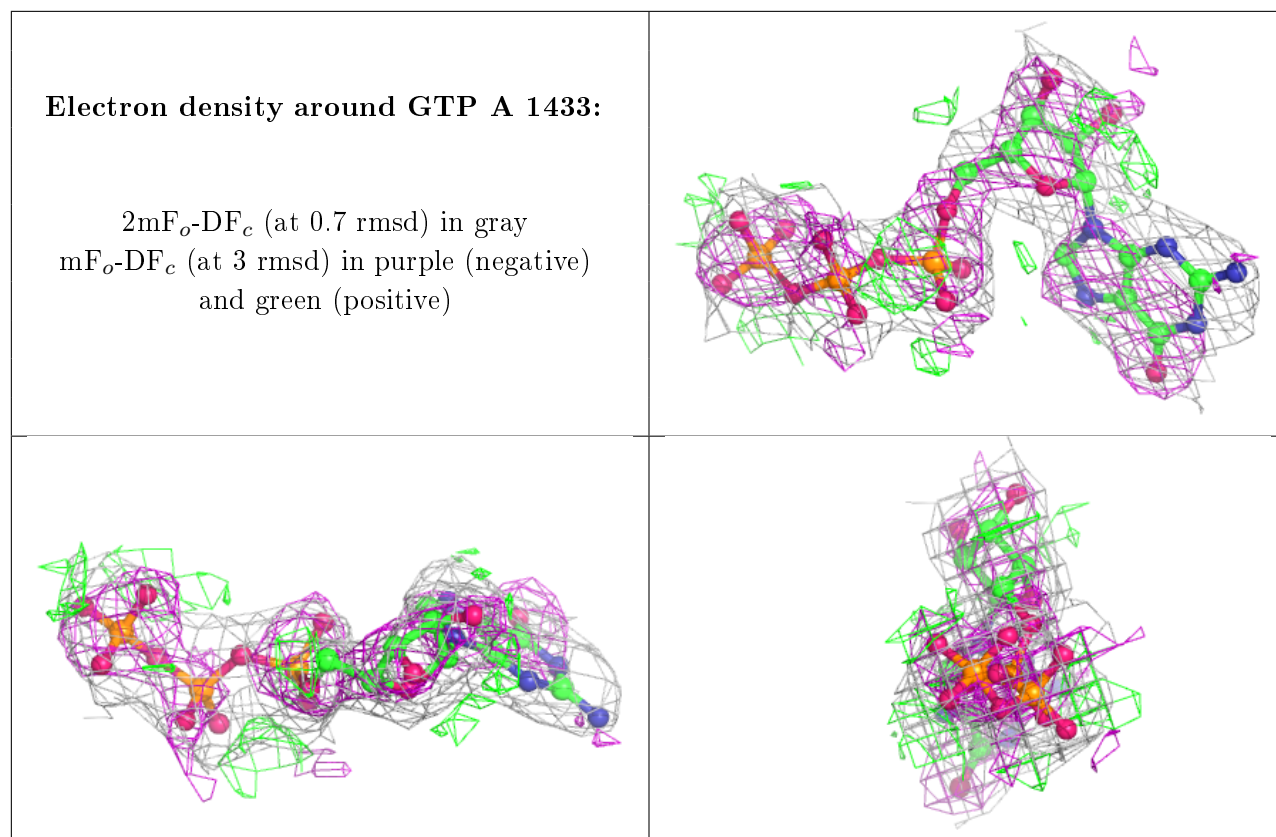 Electron density around GTP A 1433:
2mFo-DFc (at 0.7 rmsd) in gray
mFo-DFc (at 3 rmsd) in purple (negative)
and green (positive)